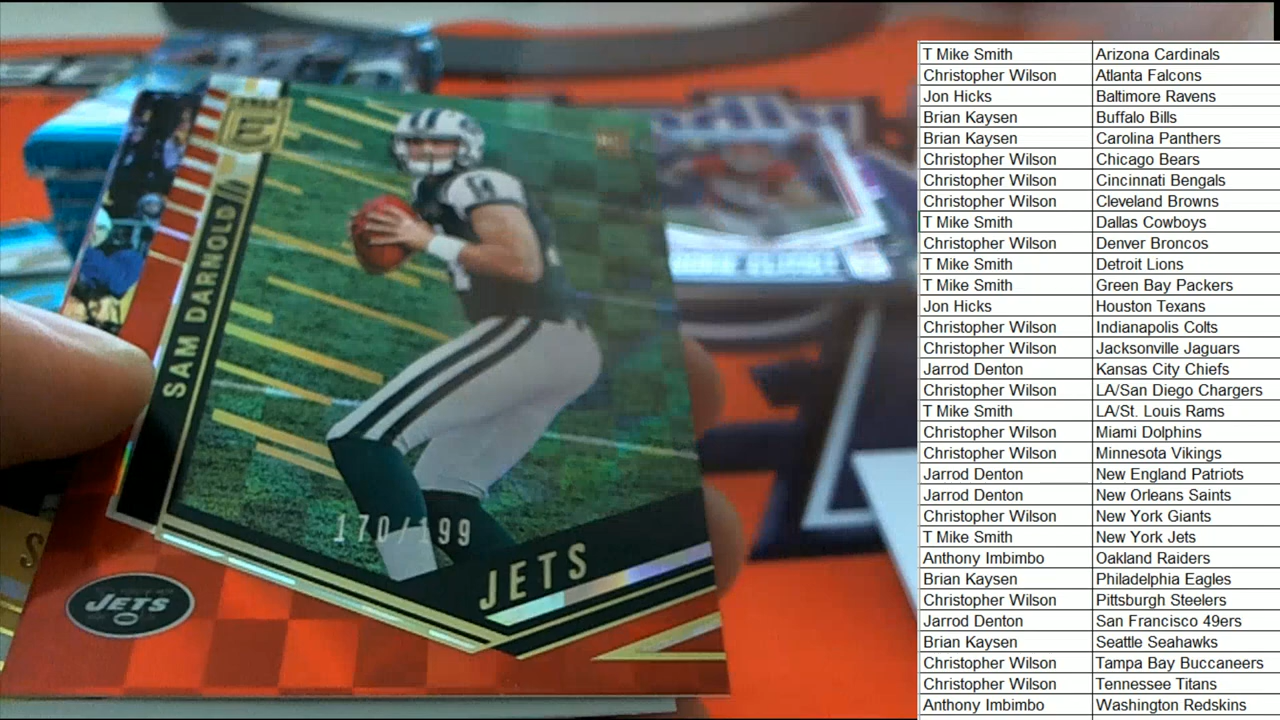 SAM DARNOLD
170/199
JETS
JETS
T Mike Smith Arizona Cardinals
Christopher Wilson Atlanta Falcons
Jon Hicks Baltimore Ravens
Brian Kaysen Buffalo Bills
Brian Kaysen Carolina Panthers
Christopher Wilson Chicago Bears
Christopher Wilson Cincinnati Bengals
Christopher Wilson Cleveland Browns
T Mike Smith Dallas Cowboys
Christopher Wilson Denver Broncos
T Mike Smith Detroit Lions
T Mike Smith Green Bay Packers
Jon Hicks Houston Texans
Christopher Wilson Indianapolis Colts
Christopher Wilson Jacksonville Jaguars
Jarrod Denton Kansas City Chiefs
Christopher Wilson LA/San Diego Chargers
T Mike Smith LA/St. Louis Rams
Christopher Wilson Miami Dolphins
Christopher Wilson Minnesota Vikings
Jarrod Denton New England Patriots
Jarrod Denton New Orleans Saints
Christopher Wilson New York Giants
T Mike Smith New York Jets
Anthony Imbimbo Oakland Raiders
Brian Kaysen Philadelphia Eagles
Christopher Wilson Pittsburgh Steelers
Jarrod Denton San Francisco 49ers
Brian Kaysen Seattle Seahawks
Christopher Wilson Tampa Bay Buccaneers
Christopher Wilson Tennessee Titans
Anthony Imbimbo Washington Redskins